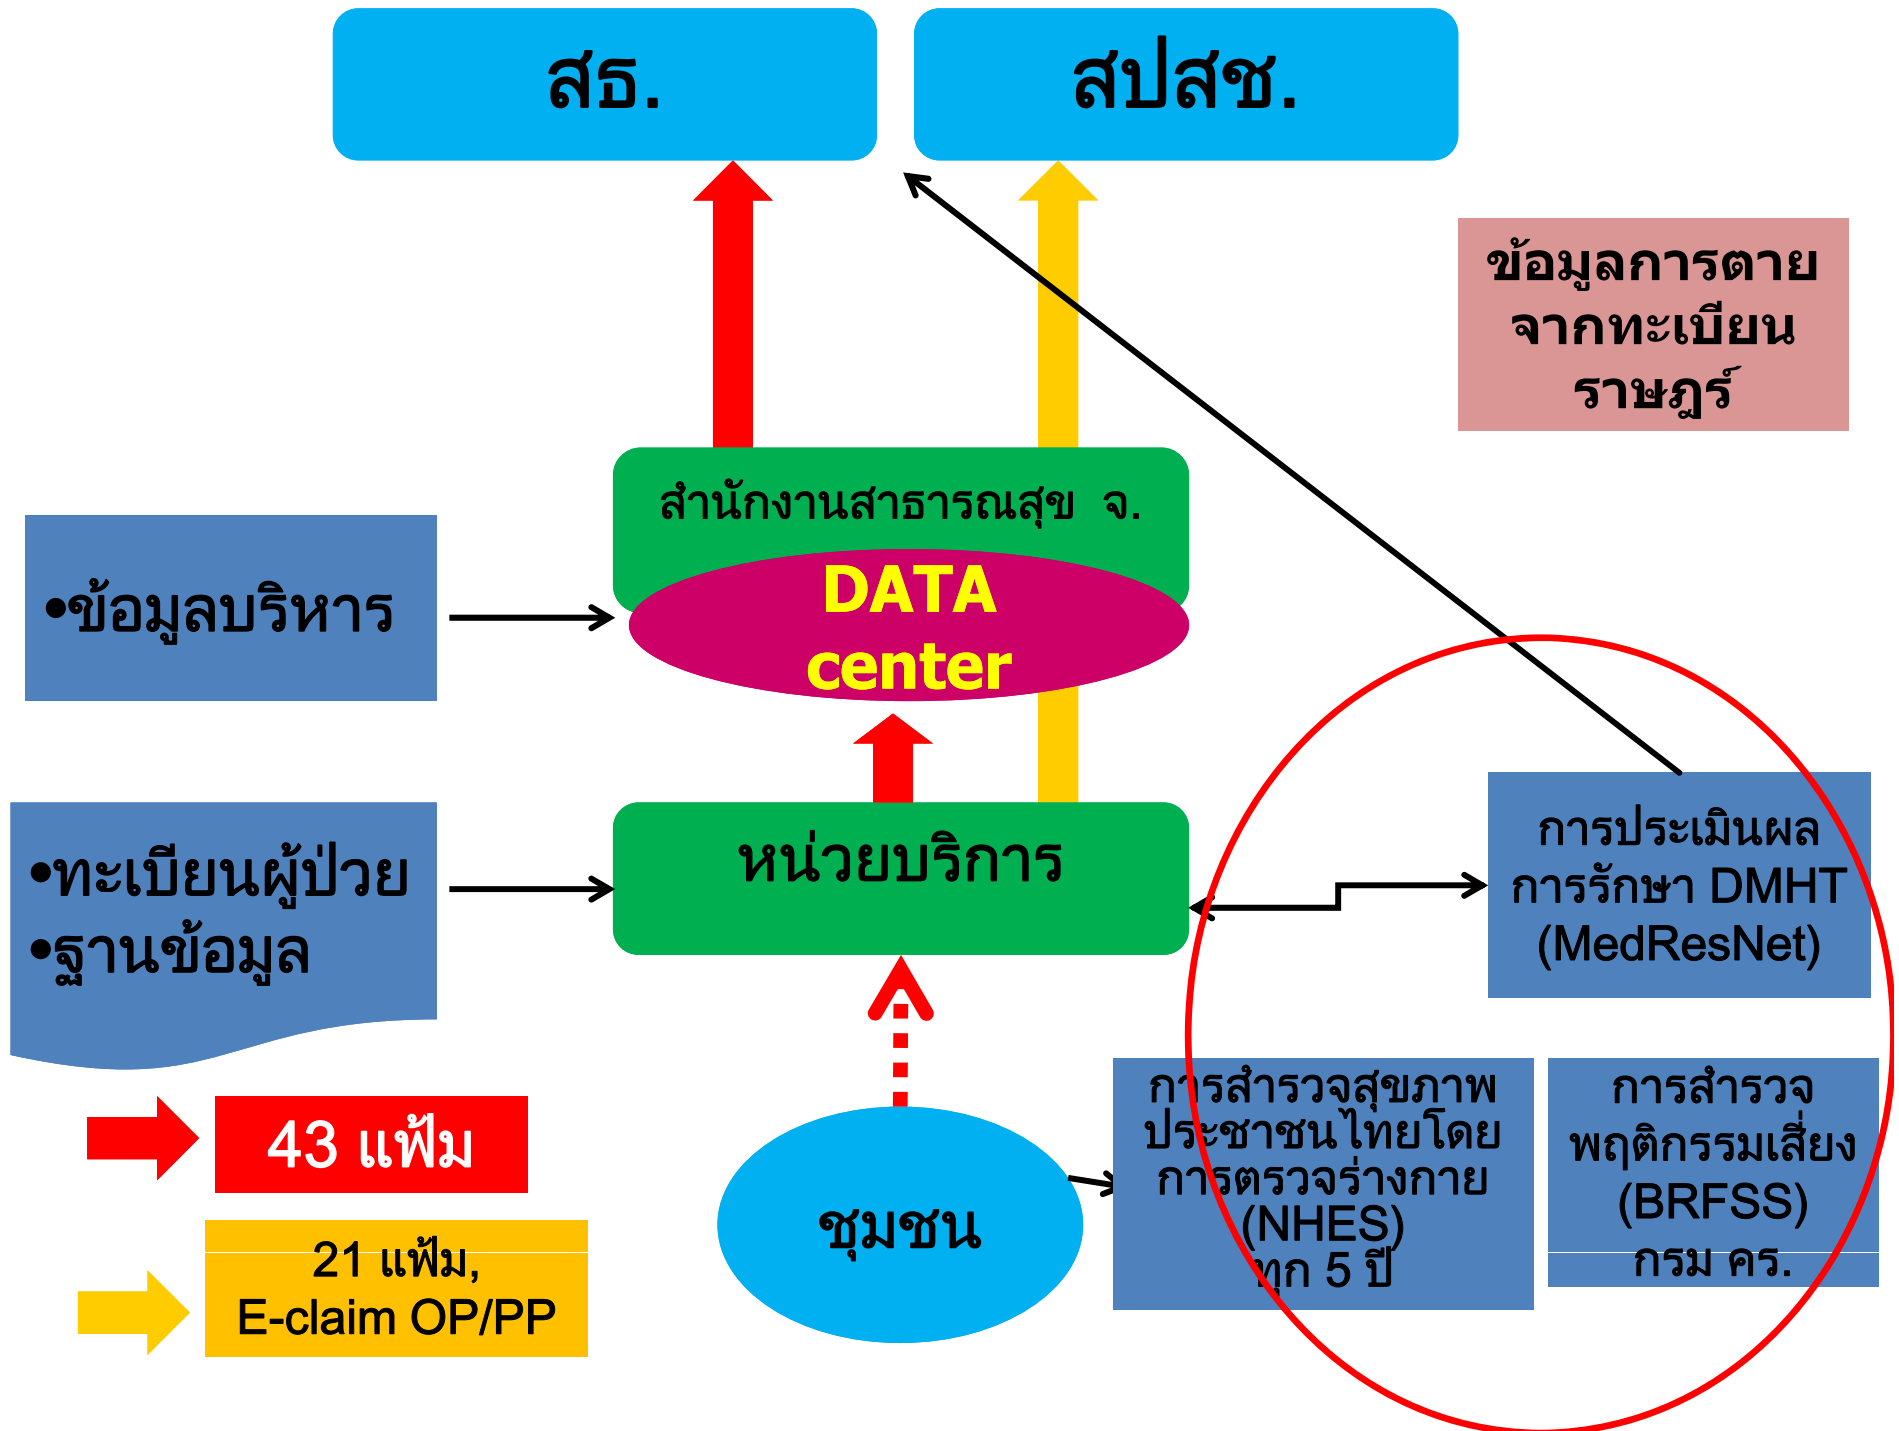 สธ.
สปสช.
ข้อมูลการตาย
จากทะเบียน
ราษฎร์
สำนักงานสาธารณสุข จ.
DATA
center
•ข้อมูลบริหาร
หน่วยบริการ
•ทะเบียนผู้ป่วย
•ฐานข้อมูล
การประเมินผล
การรักษา DMHT
(MedResNet)
43 แฟ้ม
21 แฟ้ม,
E-claim OP/PP
ชุมชน
การสำรวจสุขภาพ
ประชาชนไทยโดย
การตรวจร่างกาย
(NHES)
ทุก 5 ปี
การสำรวจ
พฤติกรรมเสี่ยง
(BRFSS)
กรม คร.